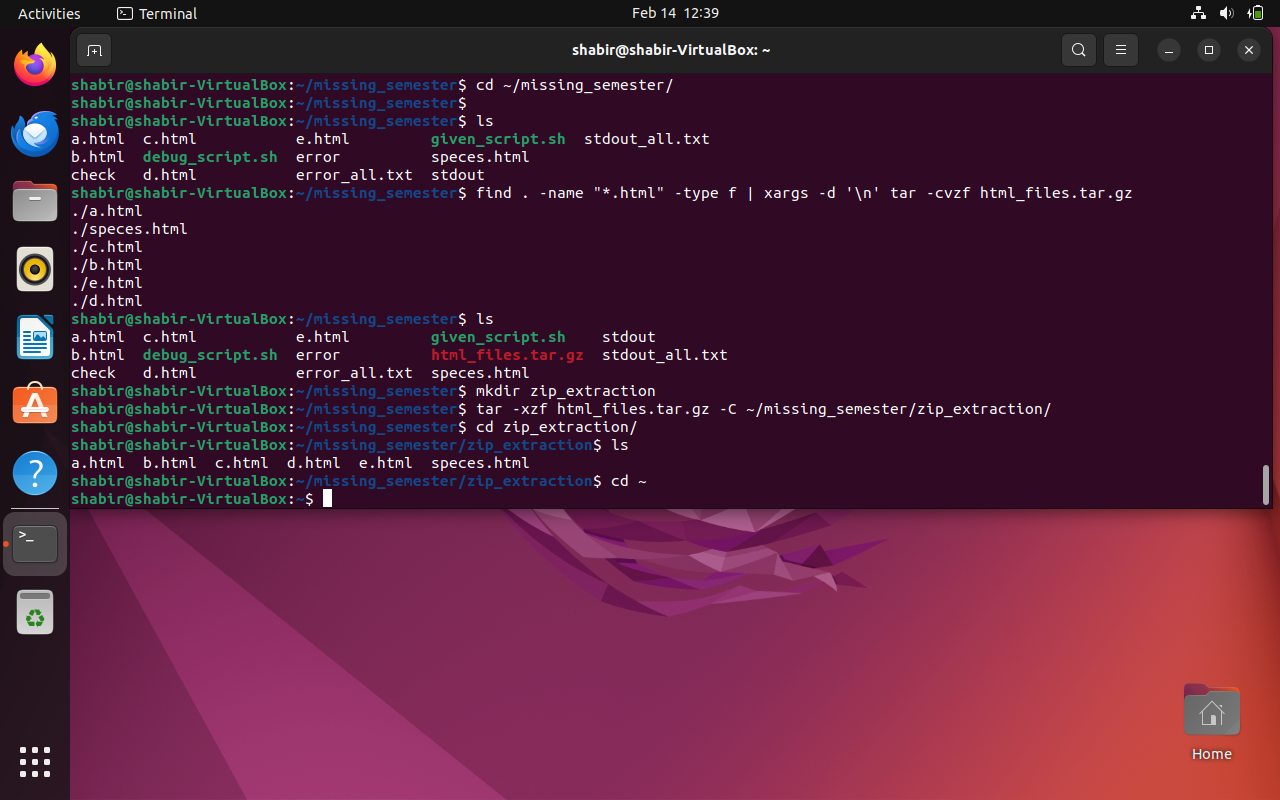 Activities Terminal Feb 14 12:39
shabir@shabir-VirtualBox: ~
shabir@shabir-VirtualBox:~/missing_semester$ cd ~/missing_semester/
shabir@shabir-VirtualBox:~/missing_semester$
shabir@shabir-VirtualBox:~/missing_semester$ ls
a.html  c.html           e.html         given_script.sh  stdout_all.txt
b.html  debug_script.sh  error          speces.html
check   d.html           error_all.txt  stdout
shabir@shabir-VirtualBox:~/missing_semester$ find . -name "*.html" -type f | xargs -d '\n' tar -cvzf html_files.tar.gz
./a.html
./speces.html
./c.html
./b.html
./e.html
./d.html
shabir@shabir-VirtualBox:~/missing_semester$ ls
a.html  c.html           e.html         given_script.sh    stdout
b.html  debug_script.sh  error          html_files.tar.gz  stdout_all.txt
check   d.html           error_all.txt  speces.html
shabir@shabir-VirtualBox:~/missing_semester$ mkdir zip_extraction
shabir@shabir-VirtualBox:~/missing_semester$ tar -xzf html_files.tar.gz -C ~/missing_semester/zip_extraction/
shabir@shabir-VirtualBox:~/missing_semester$ cd zip_extraction/
shabir@shabir-VirtualBox:~/missing_semester/zip_extraction$ ls
a.html  b.html  c.html  d.html  e.html  speces.html
shabir@shabir-VirtualBox:~/missing_semester/zip_extraction$ cd ~
shabir@shabir-VirtualBox:~$
Home